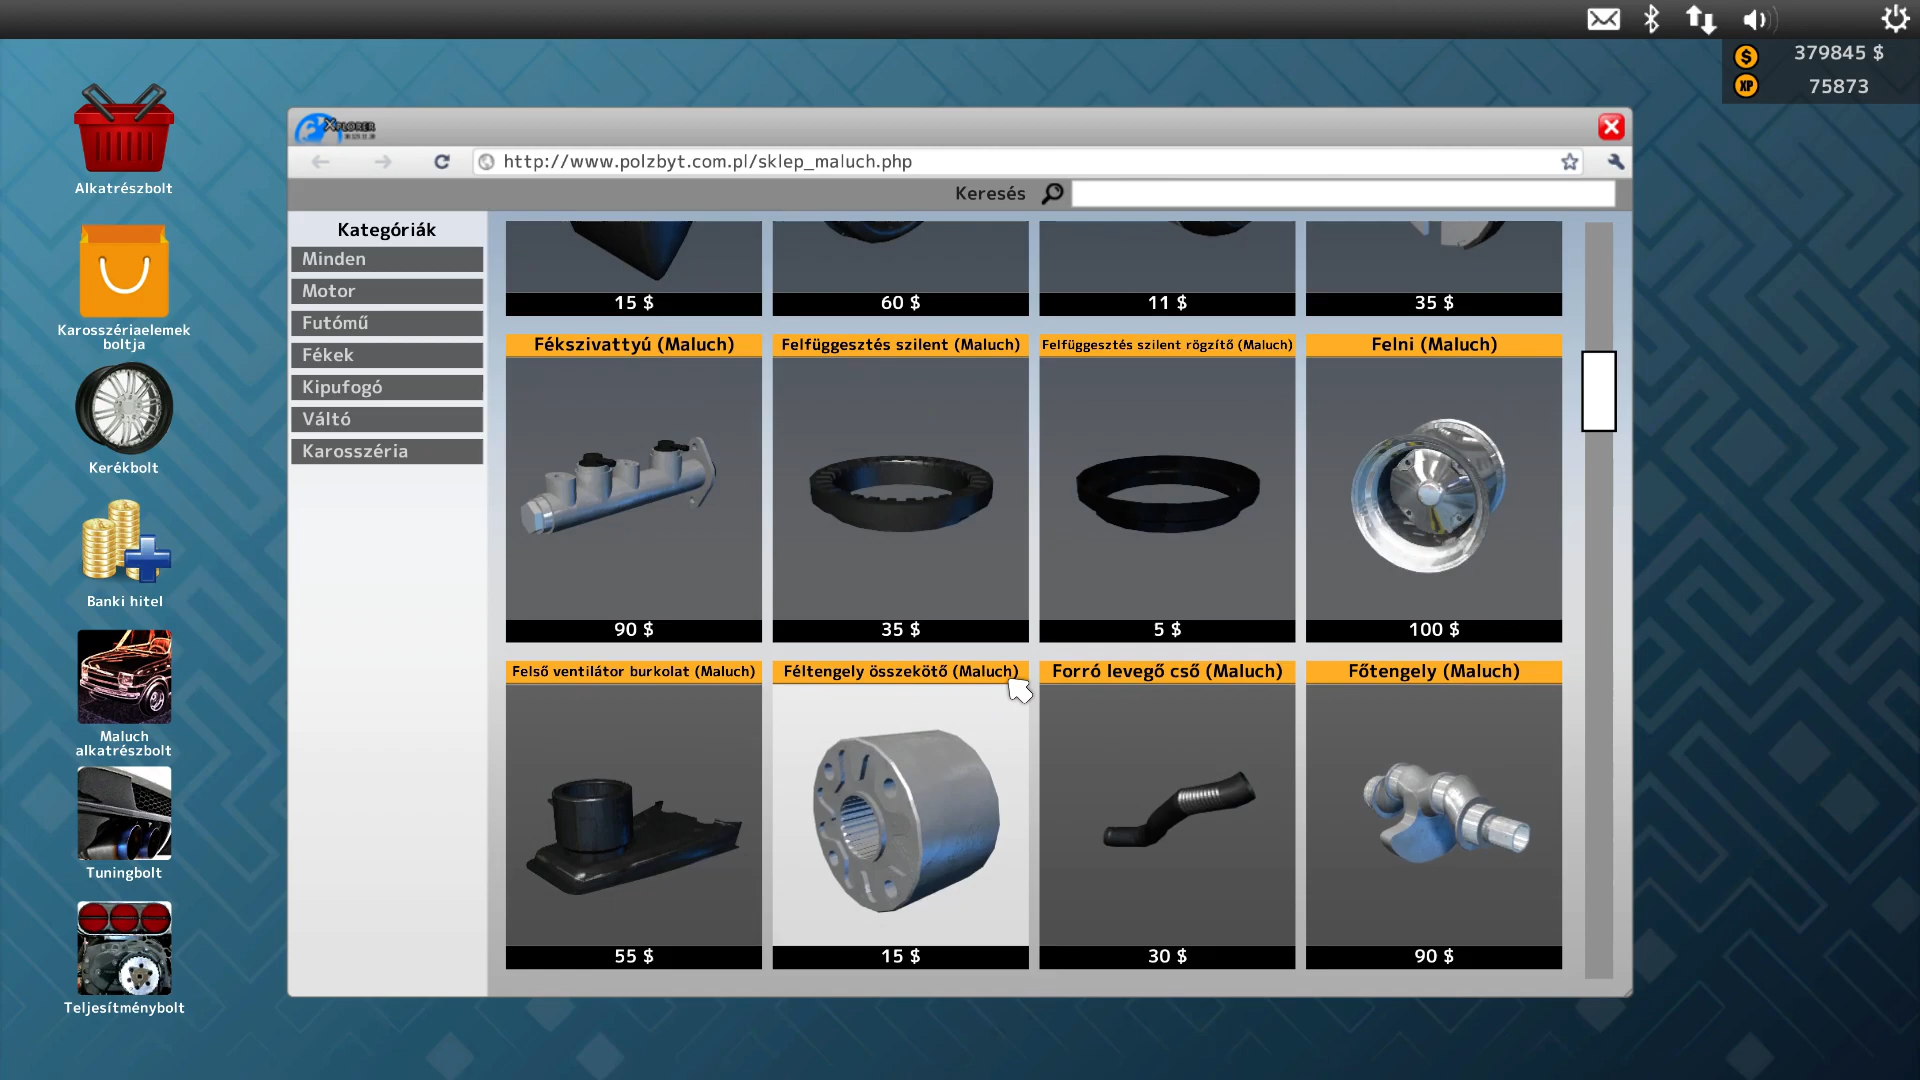 379845 $
XP
75873
Alkatrészbolt
Karosszériaelemek
boltja
Kerékbolt
Banki hitel
Maluch
alkatrészbolt
Tuningbolt
Teljesítménybolt
XPLORER
http://www.polzbyt.com.pl/sklep_maluch.php
Keresés
Kategóriák
Minden
Motor
Futómű
Fékek
Kipufogó
Váltó
Karosszéria
15 $
60 $
11 $
35 $
Fékszivattyú (Maluch)
Felfüggesztés szilent (Maluch)
Felfüggesztés szilent rögzítő (Maluch)
Felni (Maluch)
90 $
35 $
5 $
100 $
Felső ventilátor burkolat (Maluch)
Féltengely összekötő (Maluch)
Forró levegő cső (Maluch)
Főtengely (Maluch)
55 $
15 $
30 $
90 $